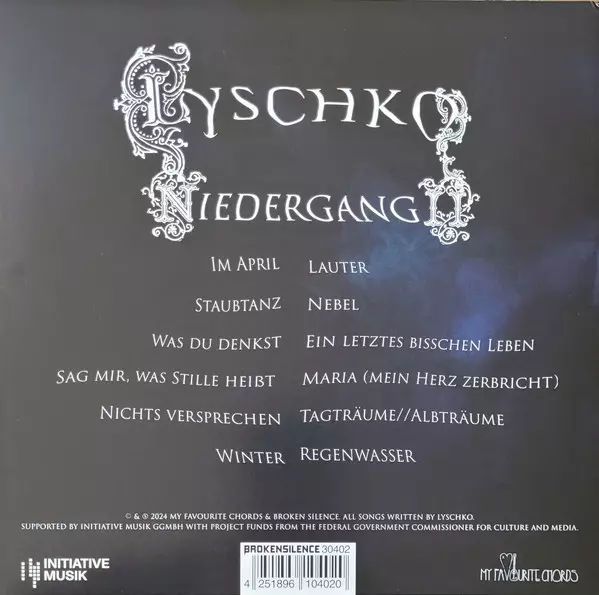 LYSCHKO
NIEDERGANG II
IM APRIL
STAUBTANZ
WAS DU DENKST
SAG MIR, WAS STILLE HEIßT
NICHTS VERSPRECHEN
WINTER
LAUTER
NEBEL
EIN LETZTES BISSCHEN LEBEN
MARIA (MEIN HERZ ZERBRICHT)
TAGTRÄUME//ALBTRÄUME
REGENWASSER
© & ℗ 2024 MY FAVOURITE CHORDS & BROKEN SILENCE. ALL SONGS WRITTEN BY LYSCHKO.
SUPPORTED BY INITIATIVE MUSIK GGMBH WITH PROJECT FUNDS FROM THE FEDERAL GOVERNMENT COMMISSIONER FOR CULTURE AND MEDIA.
INITIATIVE
MUSIK
BROKENSILENCE 30402
4 251896 104020
MY FAVOURITE CHORDS